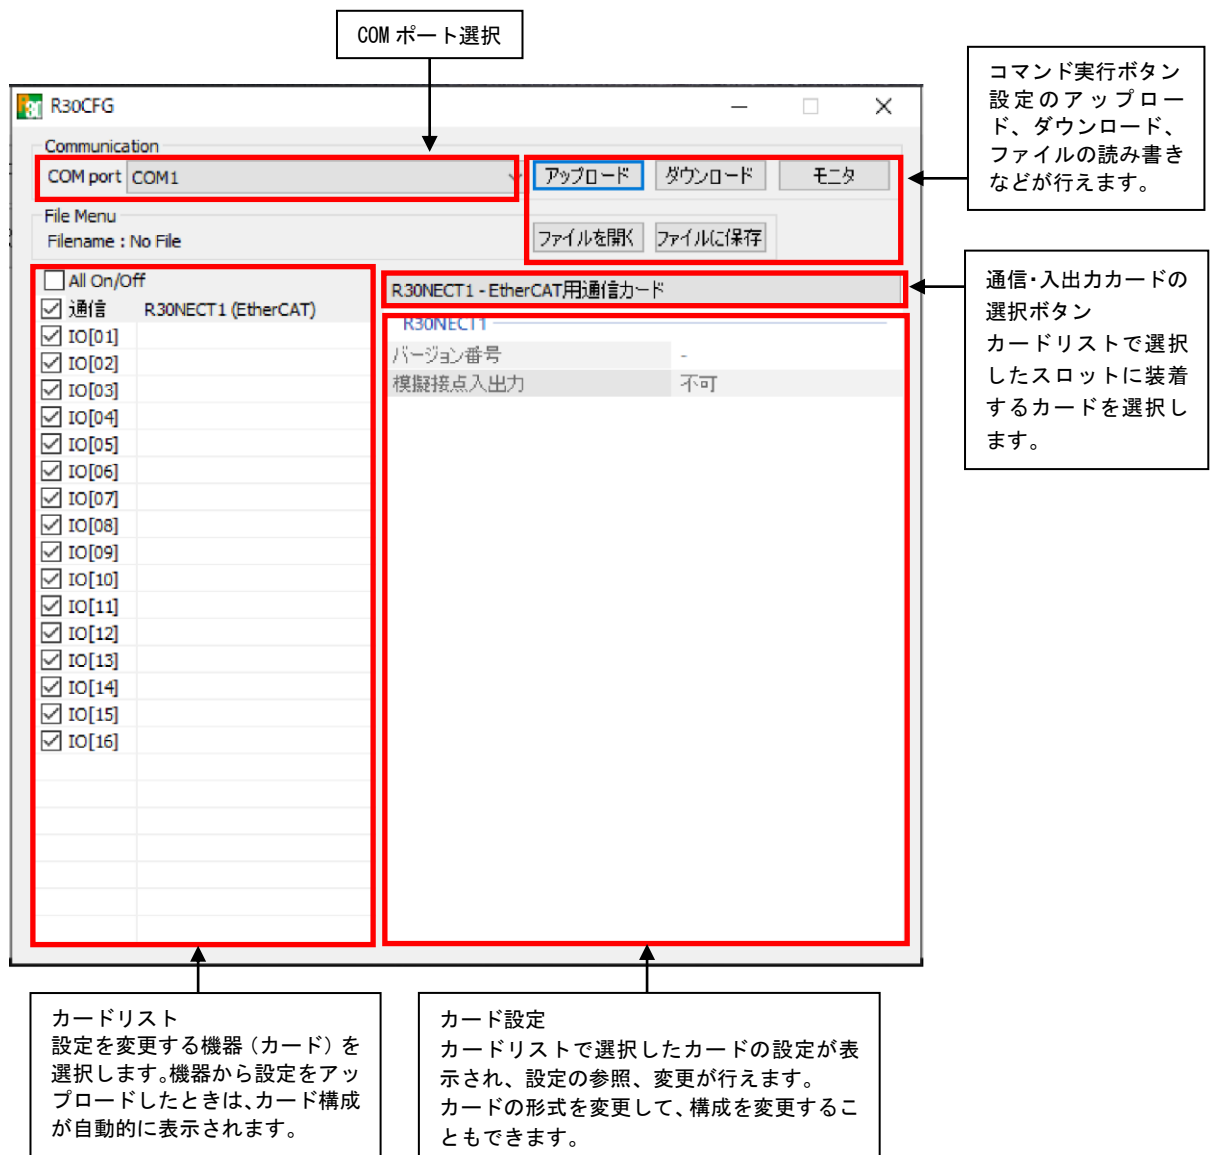 COM ポート選択
コマンド実行ボタン
設定のアップロー
ド、ダウンロード、
ファイルの読み書き
などが行えます。
R30CFG
Communication
COM port COM1
アップロード ダウンロード モニタ
File Menu
Filename : No File
ファイルを開く ファイルに保存
通信・入出力カードの
選択ボタン
カードリストで選択
したスロットに装着
するカードを選択し
ます。
All On/Off
通信 R30NECT1 (EtherCAT)
IO[01]
IO[02]
IO[03]
IO[04]
IO[05]
IO[06]
IO[07]
IO[08]
IO[09]
IO[10]
IO[11]
IO[12]
IO[13]
IO[14]
IO[15]
IO[16]
R30NECT1 - EtherCAT用通信カード
R30NECT1
バージョン番号 -
模擬接点入出力 不可
カードリスト
設定を変更する機器（カード）を
選択します。機器から設定をアッ
プロードしたときは、カード構成
が自動的に表示されます。
カード設定
カードリストで選択したカードの設定が表
示され、設定の参照、変更が行えます。
カードの形式を変更して、構成を変更するこ
ともできます。